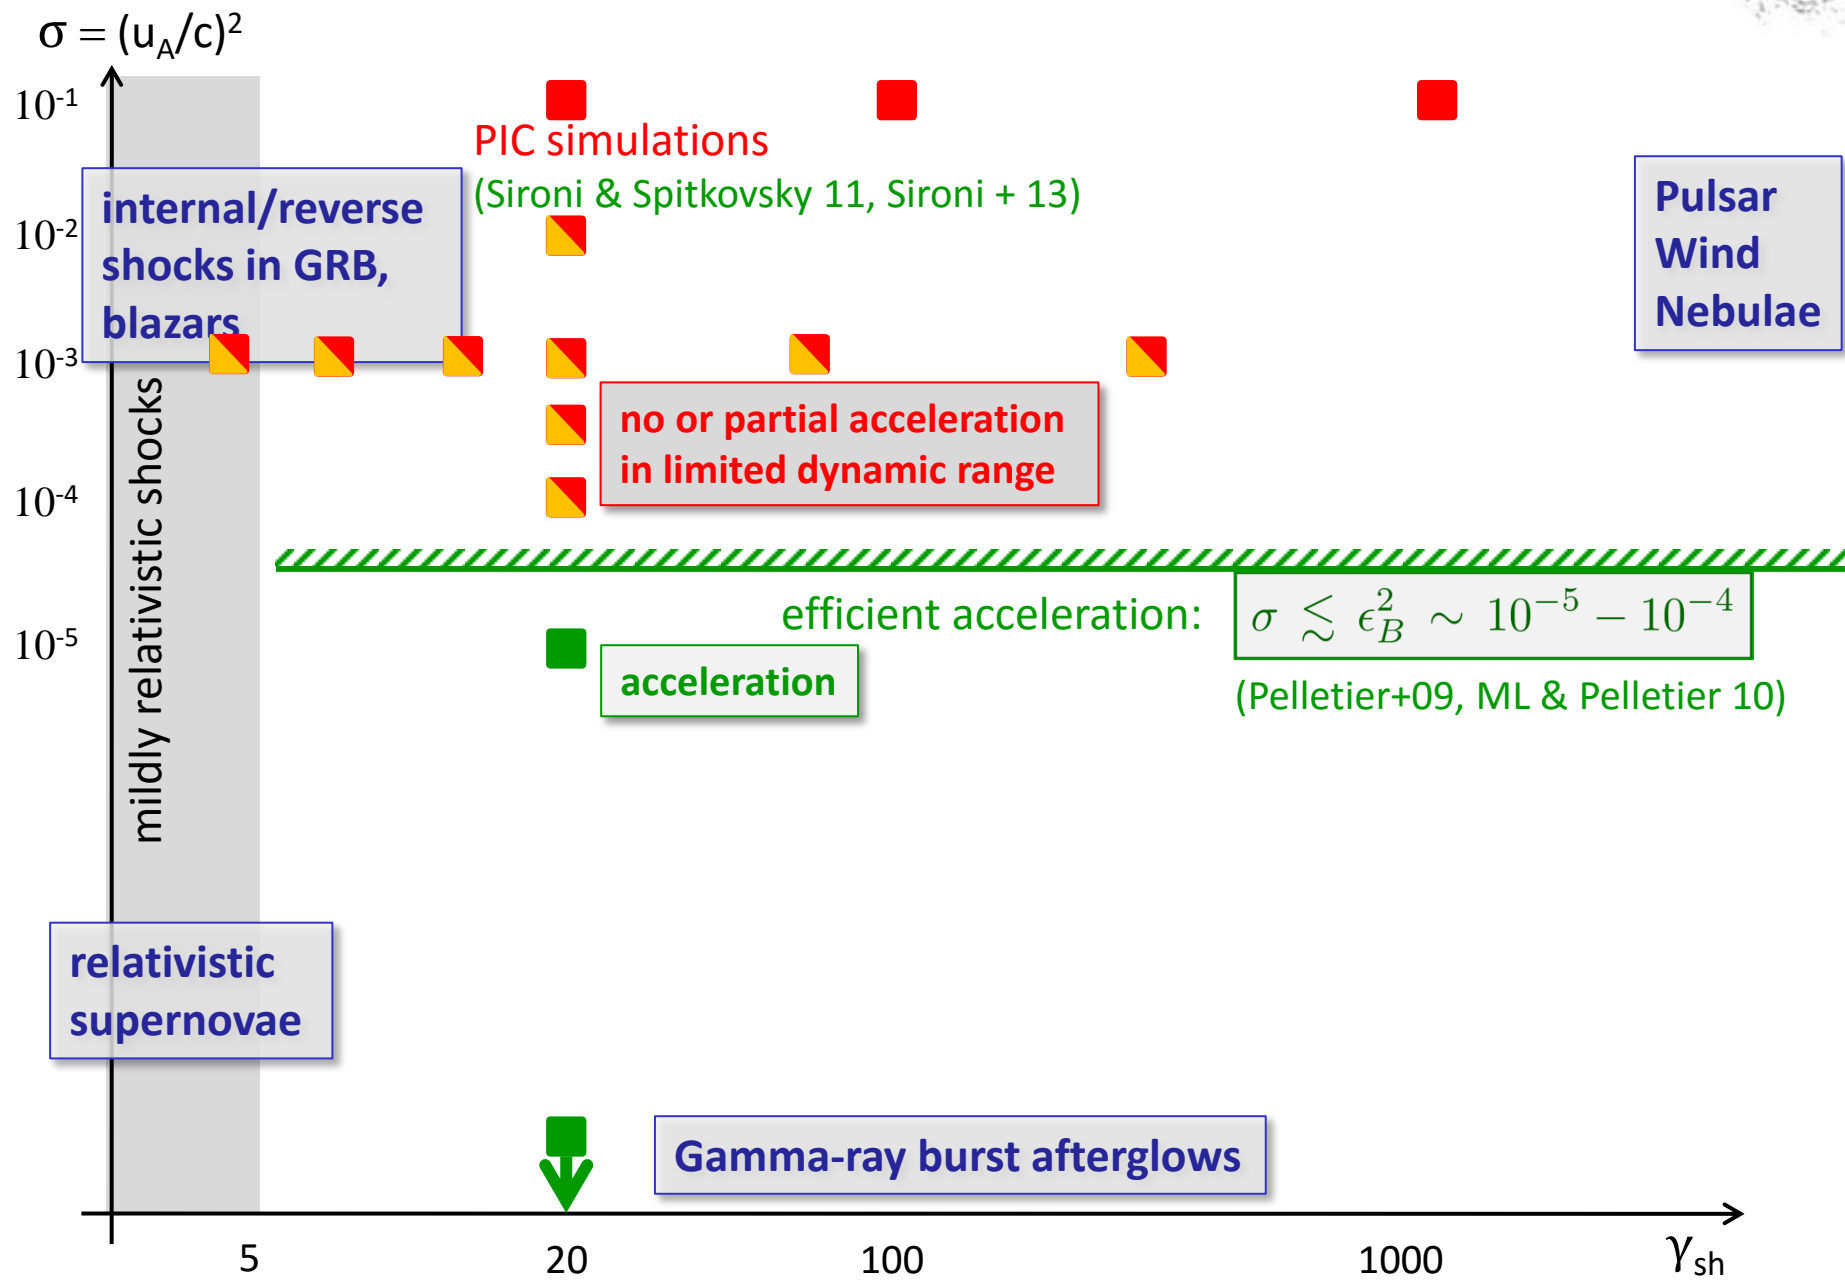 σ = (u_A/c)²
10⁻¹
PIC simulations
(Sironi & Spitkovsky 11, Sironi + 13)
internal/reverse
shocks in GRB,
blazars
Pulsar
Wind
Nebulae
10⁻²
10⁻³
mildly relativistic shocks
no or partial acceleration
in limited dynamic range
10⁻⁴
efficient acceleration:
σ ≲ ϵ_B² ∼ 10⁻⁵ − 10⁻⁴
10⁻⁵
acceleration
(Pelletier+09, ML & Pelletier 10)
relativistic
supernovae
Gamma-ray burst afterglows
5 20 100 1000 γ_sh